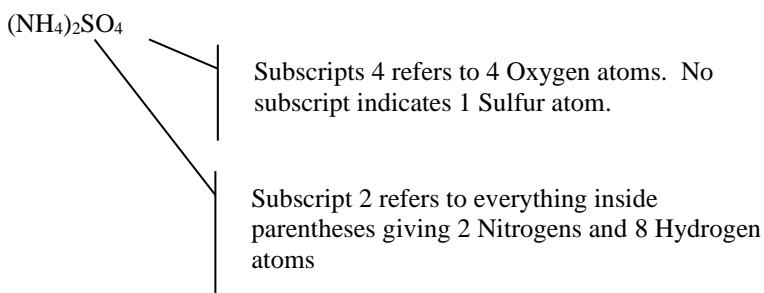 (NH₄)₂SO₄
Subscripts 4 refers to 4 Oxygen atoms.  No
subscript indicates 1 Sulfur atom.
Subscript 2 refers to everything inside
parentheses giving 2 Nitrogens and 8 Hydrogen
atoms